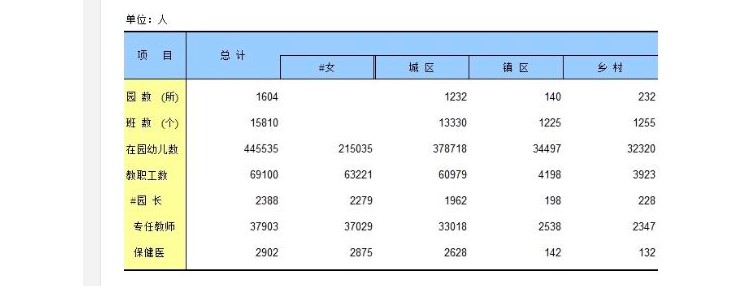 单位：人
项 目 总 计
#女 城 区 镇 区 乡 村
园 数 (所) 1604 1232 140 232
班 数 (个) 15810 13330 1225 1255
在园幼儿数 445535 215035 378718 34497 32320
教职工数 69100 63221 60979 4198 3923
#园 长 2388 2279 1962 198 228
专任教师 37903 37029 33018 2538 2347
保健医 2902 2875 2628 142 132